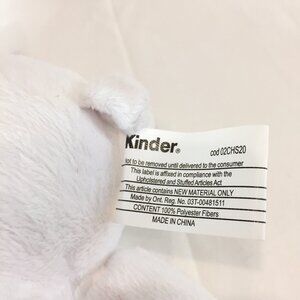 Kinder®
cod 02CHS20
Not to be removed until delivered to the consumer
This label is affixed in compliance with the
Upholstered and Stuffed Articles Act
This article contains NEW MATERIAL ONLY
Made by Ont. Reg. No. 03T-00481511
CONTENT 100% Polyester Fibers
MADE IN CHINA